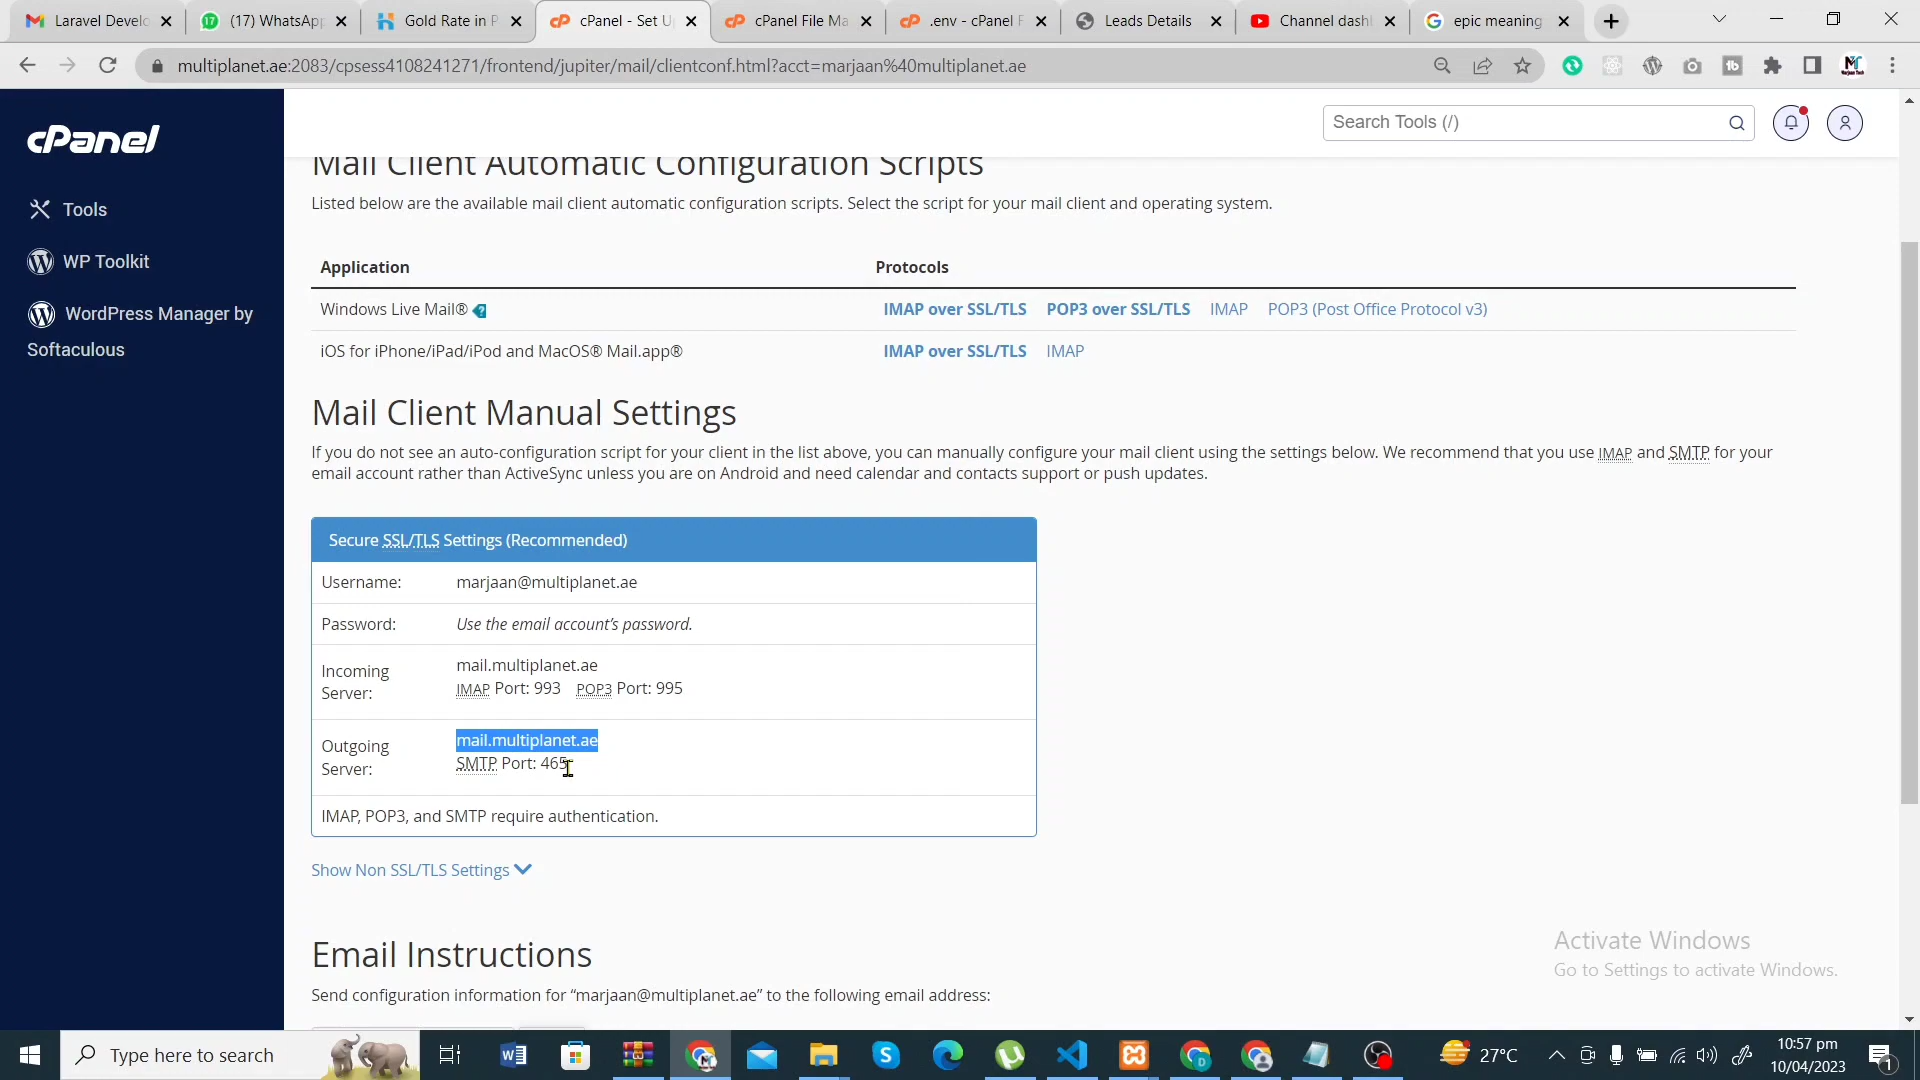 Laravel Develo
(17) WhatsApp
Gold Rate in P
cPanel - Set U
cPanel File Ma
.env - cPanel F
Leads Details
Channel dash
epic meaning
multiplanet.ae:2083/cpsess4108241271/frontend/jupiter/mail/clientconf.html?acct=marjaan%40multiplanet.ae
cPanel
Search Tools (/)
Tools
WP Toolkit
WordPress Manager by
Softaculous
Mail Client Automatic Configuration Scripts
Listed below are the available mail client automatic configuration scripts. Select the script for your mail client and operating system.
Application Protocols
Windows Live Mail® IMAP over SSL/TLS POP3 over SSL/TLS IMAP POP3 (Post Office Protocol v3)
iOS for iPhone/iPad/iPod and MacOS® Mail.app® IMAP over SSL/TLS IMAP
Mail Client Manual Settings
If you do not see an auto-configuration script for your client in the list above, you can manually configure your mail client using the settings below. We recommend that you use IMAP and SMTP for your
email account rather than ActiveSync unless you are on Android and need calendar and contacts support or push updates.
Secure SSL/TLS Settings (Recommended)
Username: marjaan@multiplanet.ae
Password: Use the email account's password.
Incoming Server: mail.multiplanet.ae
IMAP Port: 993 POP3 Port: 995
Outgoing Server: mail.multiplanet.ae
SMTP Port: 465
IMAP, POP3, and SMTP require authentication.
Show Non SSL/TLS Settings
Email Instructions
Send configuration information for “marjaan@multiplanet.ae” to the following email address:
Activate Windows
Go to Settings to activate Windows.
Type here to search
27°C
10:57 pm
10/04/2023
1